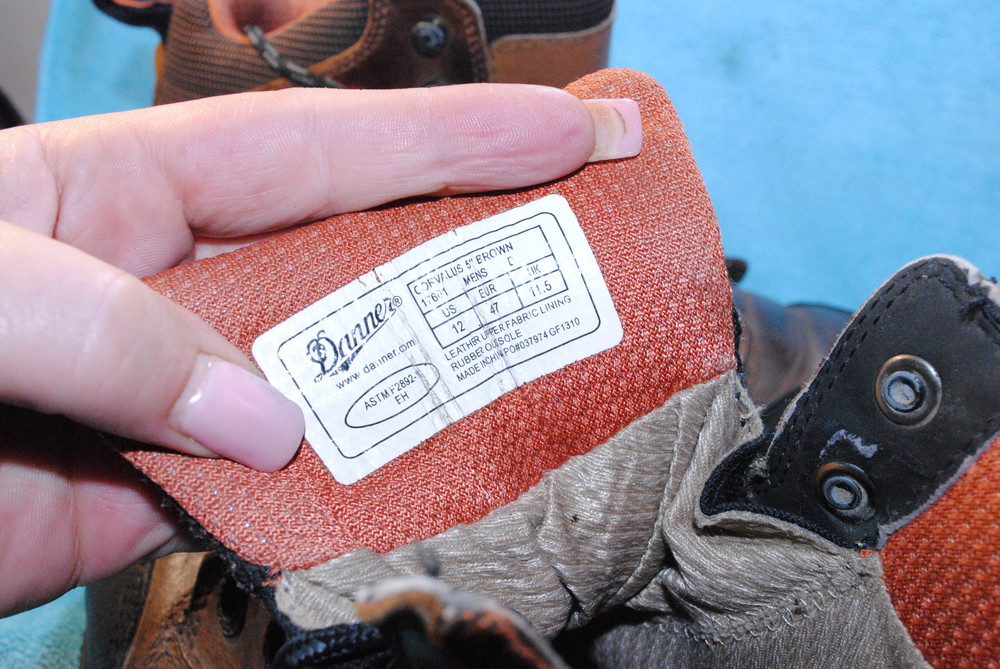 Danner®
www.danner.com
ASTM F2892-
EH
CORVALLIS 5" BROWN
MENS D
US EUR UK
12 47 11.5
LEATHER UPPER FABRIC LINING
RUBBER OUTSOLE
MADE IN CHINA PO#037974 GF1310